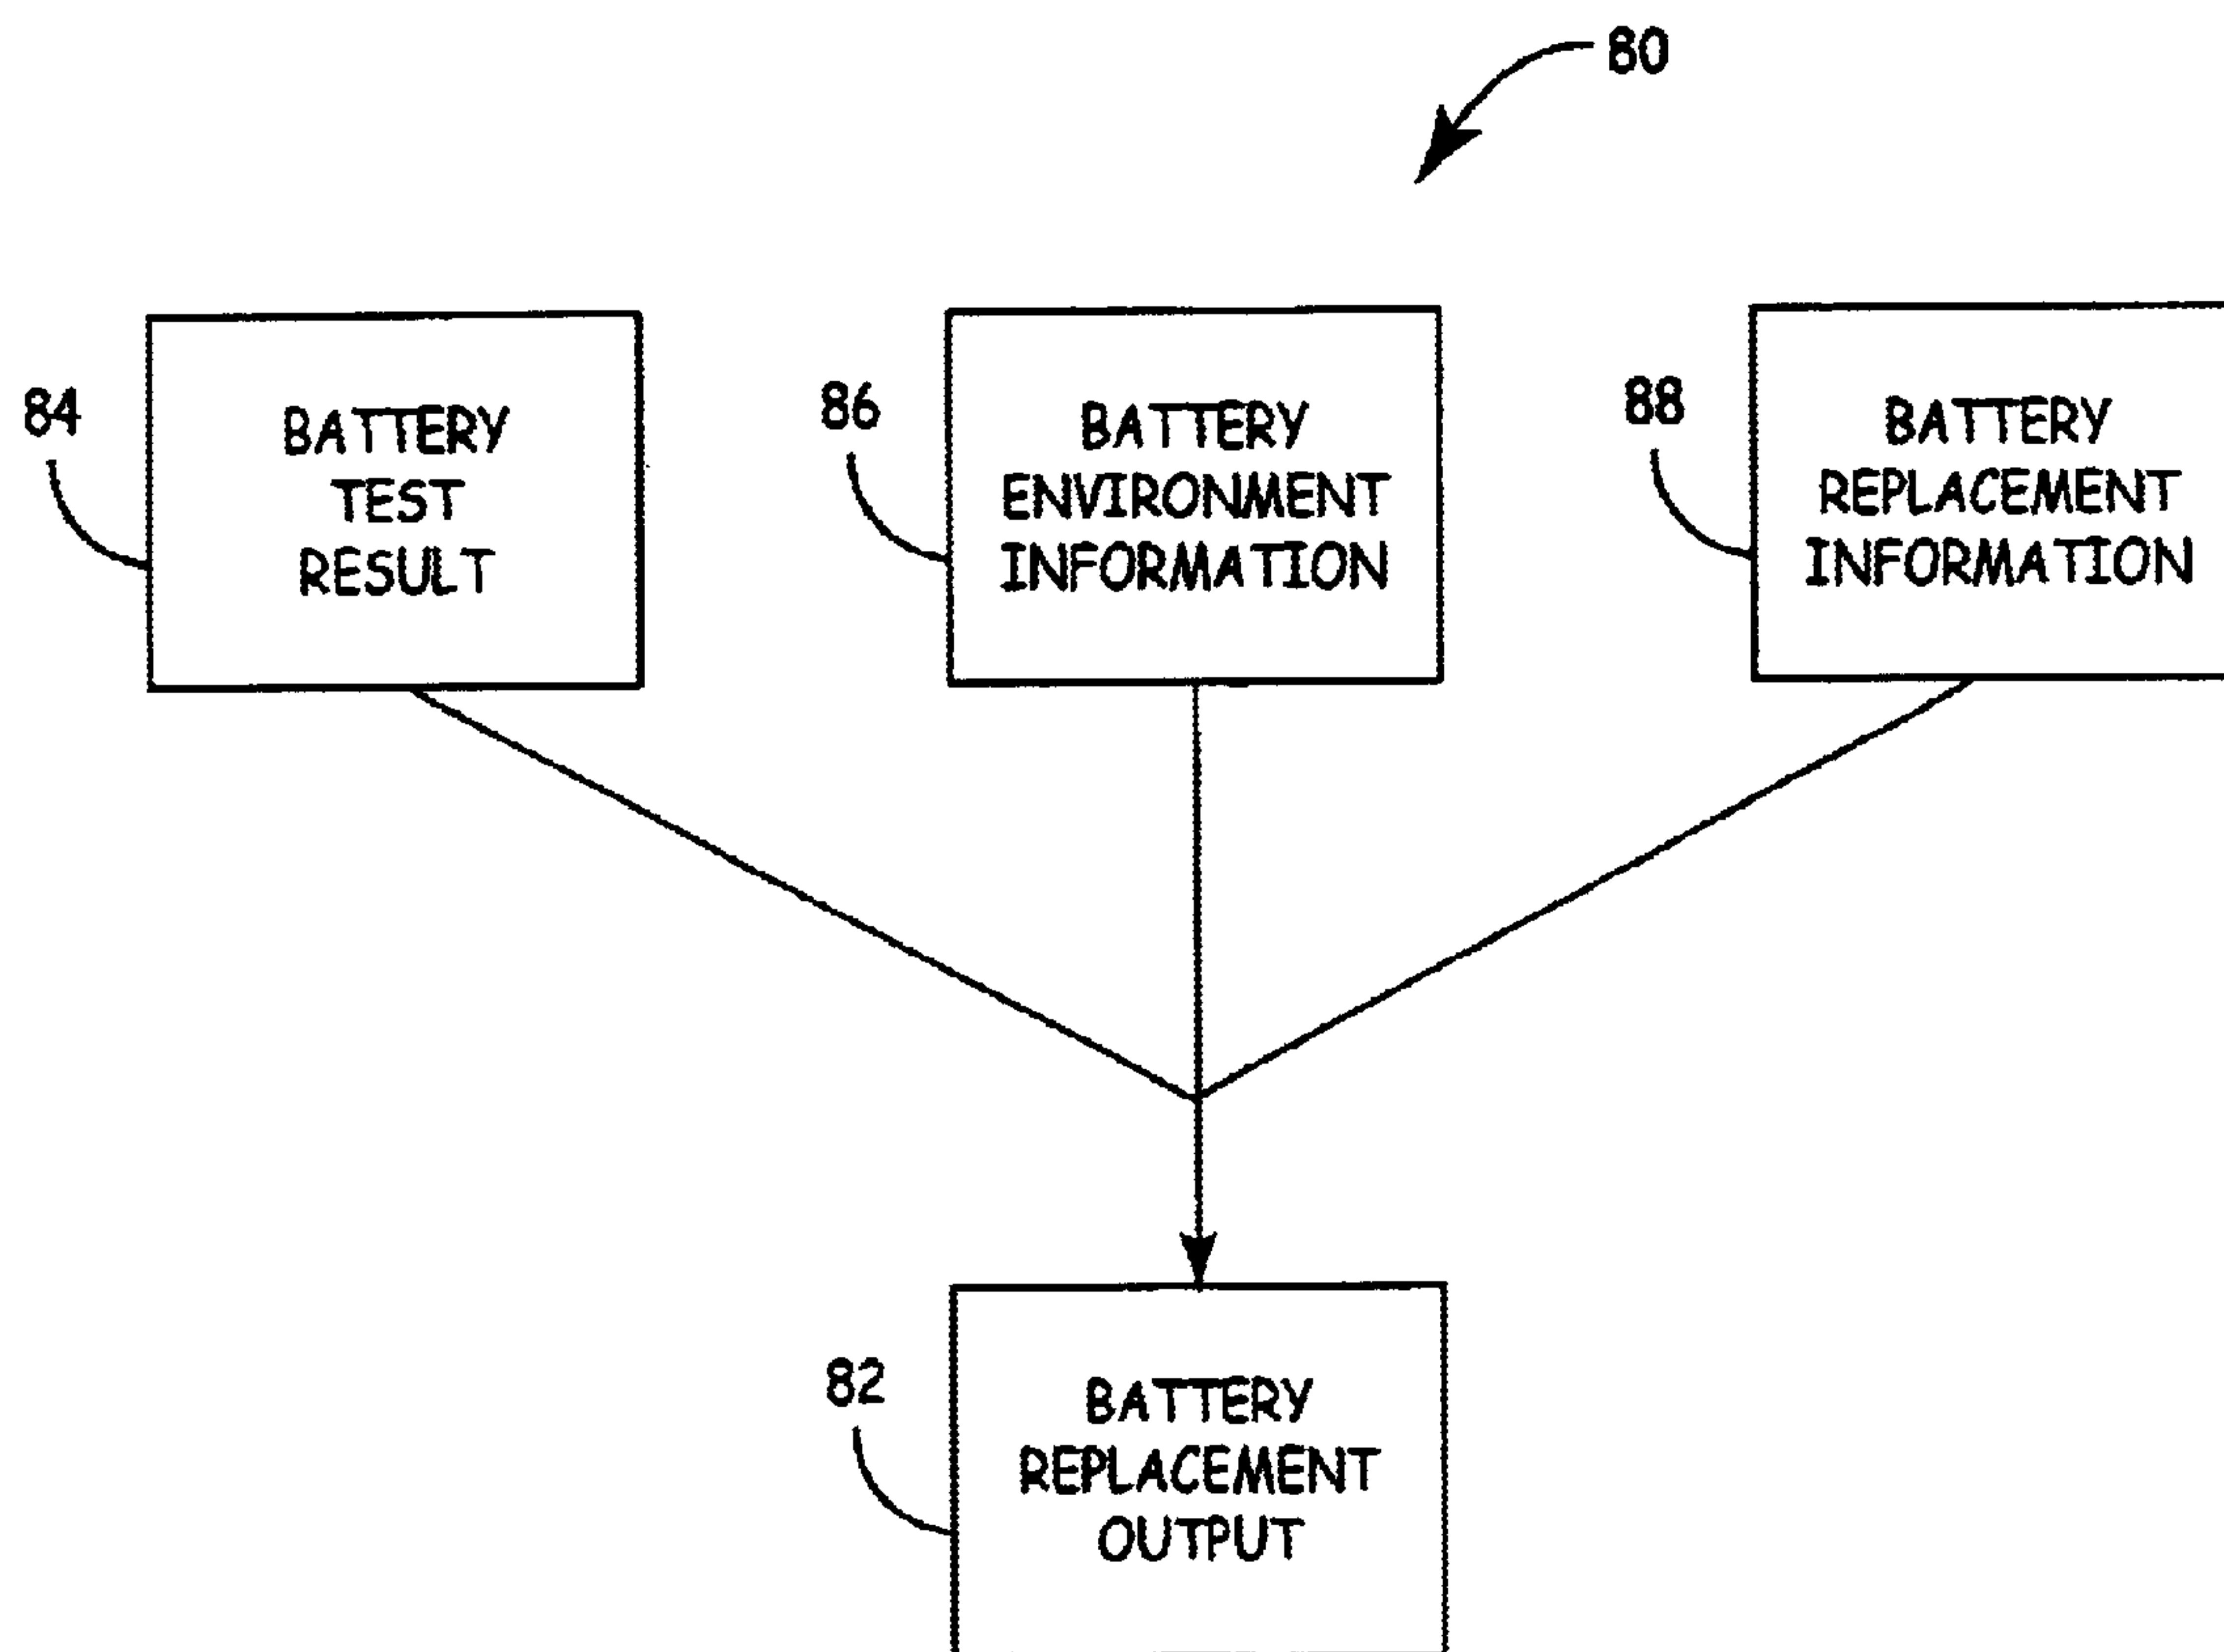 80
84
BATTERY
TEST
RESULT
86
BATTERY
ENVIRONMENT
INFORMATION
88
BATTERY
REPLACEMENT
INFORMATION
82
BATTERY
REPLACEMENT
OUTPUT